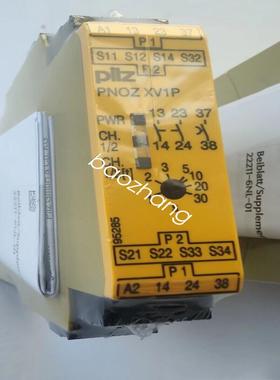 A1 13 23 37
P1
S11 S12 S14 S32
P2
pilz
PNOZ XV1P
PWR
13 23 37
CH.
1/2
14 24 38
CH.
2 3 5
10
20
30
baozhang
95285
P2
S21 S22 S33 S34
P1
A2 14 24 38
Beiblatt/Suppleme
22211-6NL-01